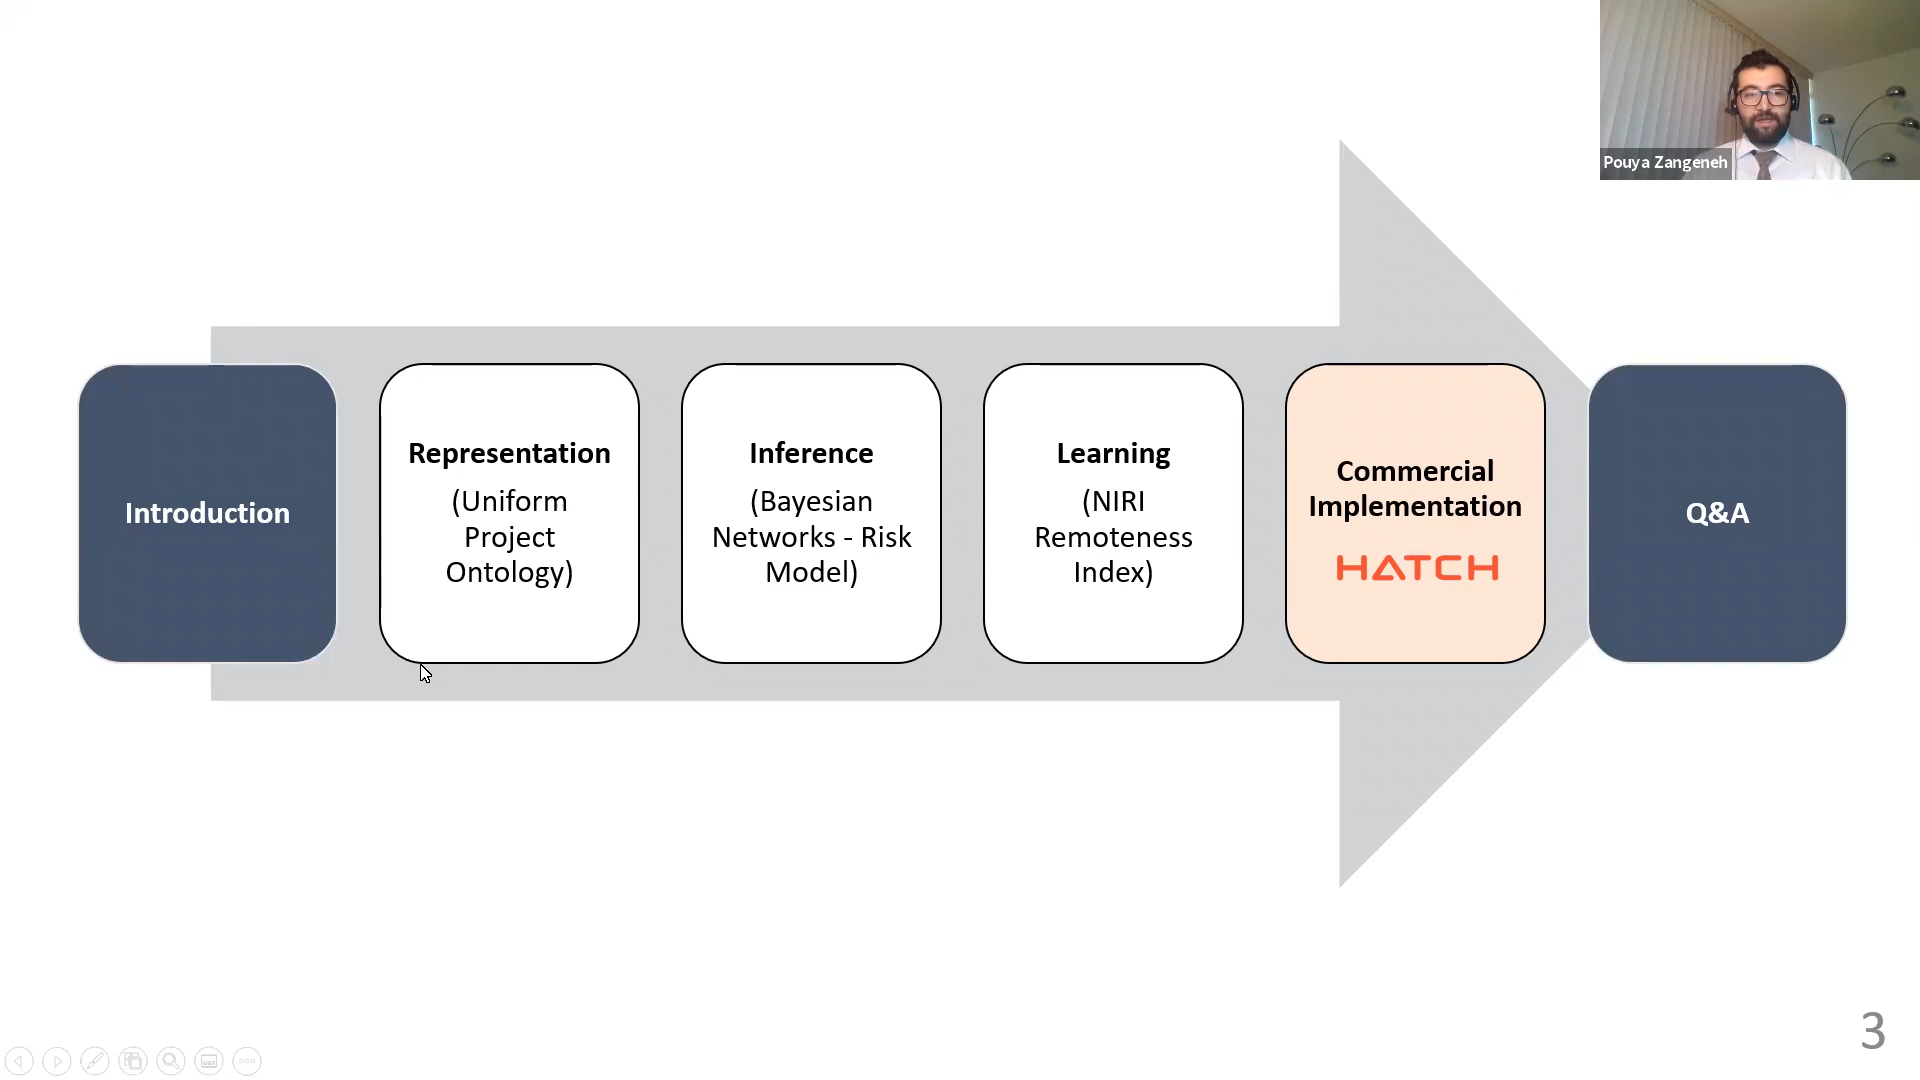 Pouya Zangeneh
Introduction
Representation
(Uniform
Project
Ontology)
Inference
(Bayesian
Networks - Risk
Model)
Learning
(NIRI
Remoteness
Index)
Commercial
Implementation
HATCH
Q&A
3